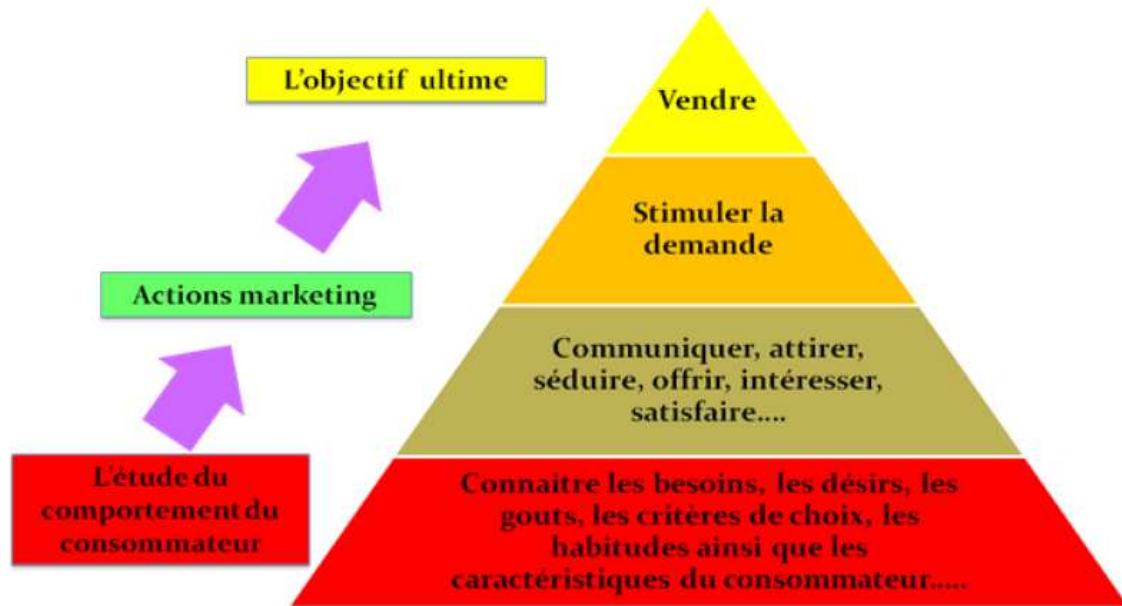 L'objectif ultime
Vendre
Stimuler la
demande
Actions marketing
Communiquer, attirer,
séduire, offrir, intéresser,
satisfaire....
L'étude du
comportement du
consommateur
Connaitre les besoins, les désirs, les
gouts, les critères de choix, les
habitudes ainsi que les
caractéristiques du consommateur.....